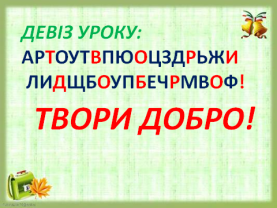 ДЕВІЗ УРОКУ:
АРТОУТВПЮОЦЗДРЬЖИ
ЛИДЩБОУПБЕЧРМВОФ!
ТВОРИ ДОБРО!